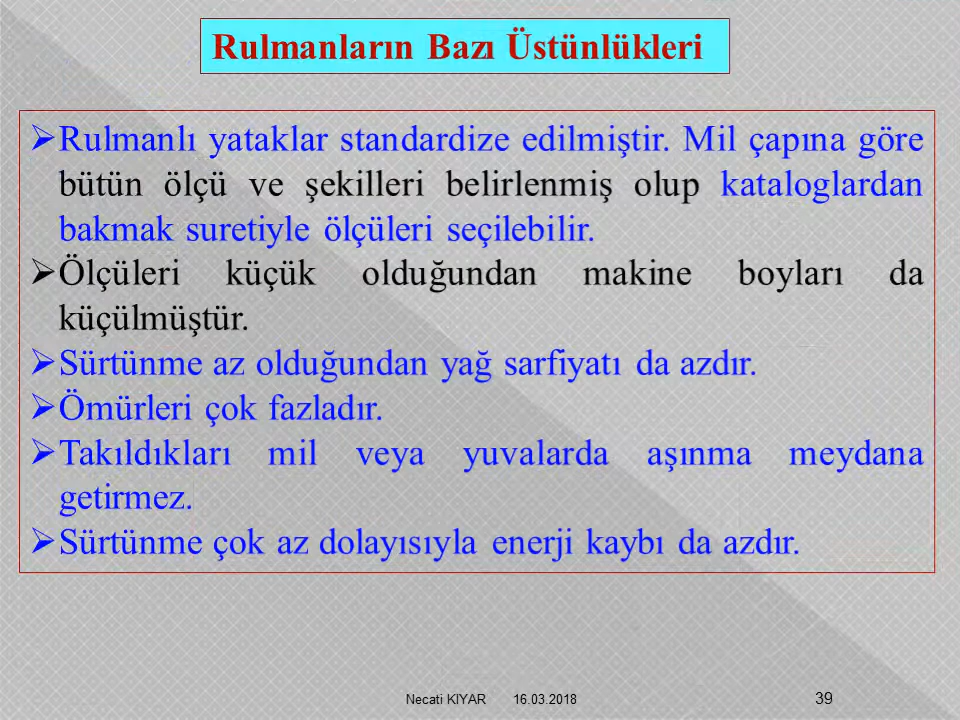 Rulmanların Bazı Üstünlükleri
➢Rulmanlı yataklar standardize edilmiştir. Mil çapına göre
bütün ölçü ve şekilleri belirlenmiş olup kataloglardan
bakmak suretiyle ölçüleri seçilebilir.
➢Ölçüleri küçük olduğundan makine boyları da
küçülmüştür.
➢Sürtünme az olduğundan yağ sarfiyatı da azdır.
➢Ömürleri çok fazladır.
➢Takıldıkları mil veya yuvalarda aşınma meydana
getirmez.
➢Sürtünme çok az dolayısıyla enerji kaybı da azdır.
Necati KIYAR 16.03.2018 39